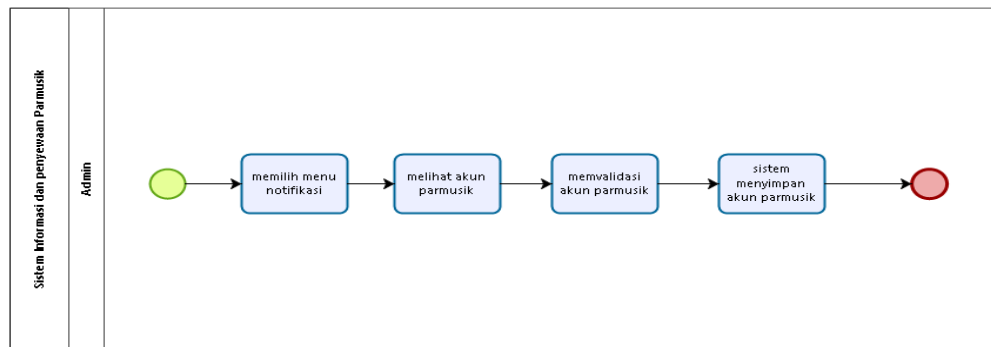 Sistem Informasi dan penyewaan Parmusik
Admin
memilih menu
notifikasi
melihat akun
parmusik
memvalidasi
akun parmusik
sistem
menyimpan
akun parmusik